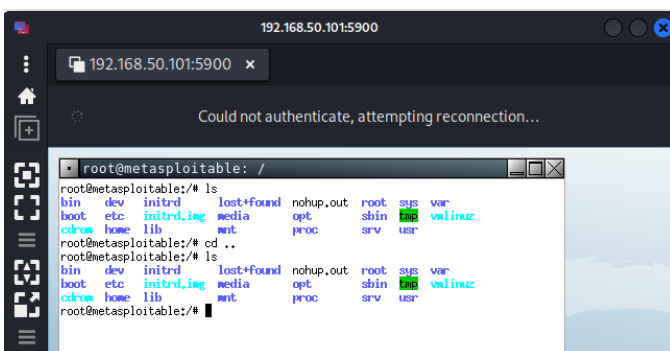 192.168.50.101:5900
192.168.50.101:5900
Could not authenticate, attempting reconnection...
root@metasploitable: /
root@metasploitable:/# ls
bin dev initrd lost+found nohup.out root sys var
boot etc initrd.img media opt sbin tmp vmlinuz
cdrom home lib mnt proc srv usr
root@metasploitable:/# cd ..
root@metasploitable:/# ls
bin dev initrd lost+found nohup.out root sys var
boot etc initrd.img media opt sbin tmp vmlinuz
cdrom home lib mnt proc srv usr
root@metasploitable:/#